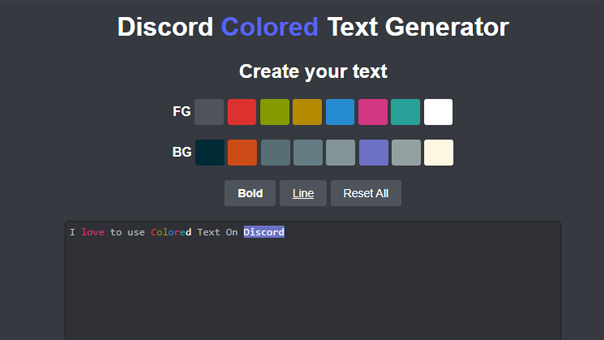 Discord Colored Text Generator
Create your text
FG
BG
Bold Line Reset All
I love to use Colored Text On Discord